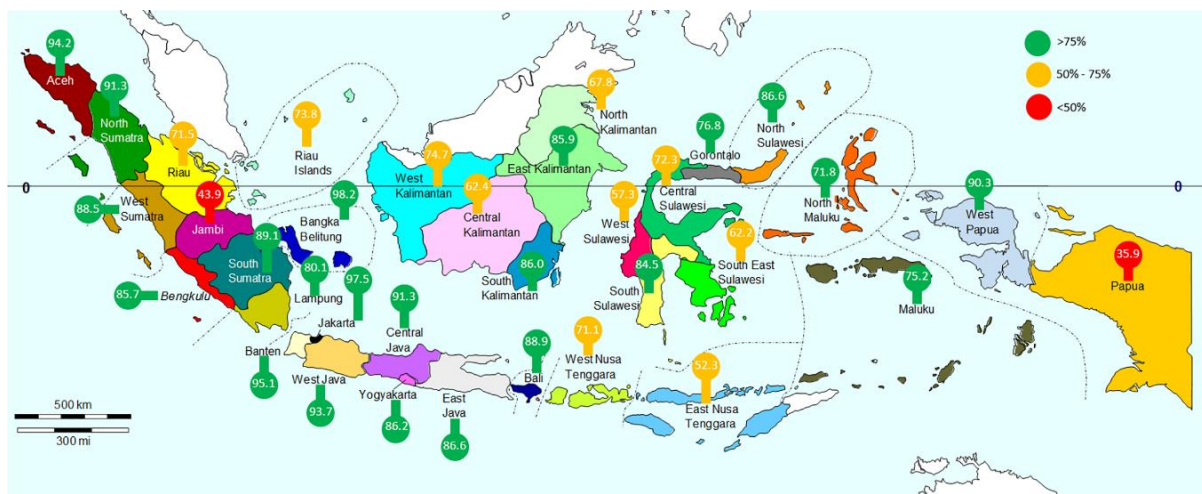 94.2
Aceh
91.3
North
Sumatra
71.5
Riau
73.8
Riau
Islands
88.5
West
Sumatra
43.9
Jambi
89.1
South
Sumatra
98.2
Bangka
Belitung
85.7
Bengkulu
80.1
Lampung
97.5
Jakarta
Banten
95.1
West Java
93.7
91.3
Central
Java
Yogyakarta
86.2
East
Java
86.6
88.9
Bali
71.1
West Nusa
Tenggara
52.3
East Nusa
Tenggara
74.7
West
Kalimantan
62.4
Central
Kalimantan
85.9
East Kalimantan
67.8
North
Kalimantan
86.0
South
Kalimantan
57.3
West
Sulawesi
72.3
Central
Sulawesi
76.8
Gorontalo
86.6
North
Sulawesi
62.2
South East
Sulawesi
84.5
South
Sulawesi
71.8
North
Maluku
75.2
Maluku
90.3
West
Papua
35.9
Papua
0
0
>75%
50% - 75%
<50%
500 km
300 mi